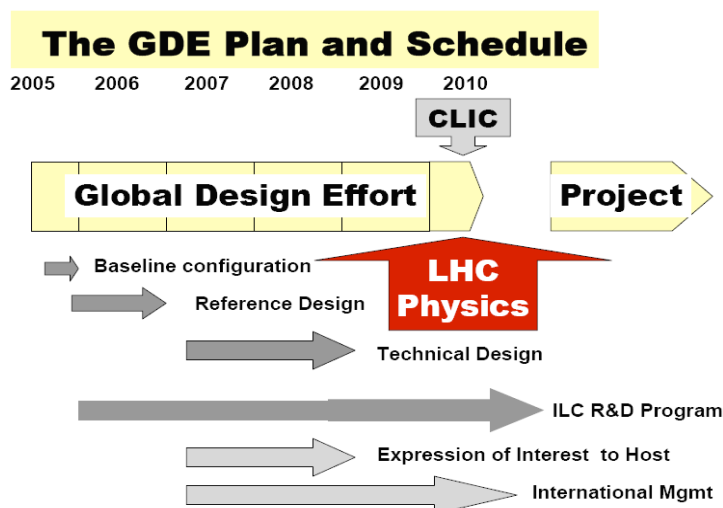 The GDE Plan and Schedule
2005 2006 2007 2008 2009 2010
CLIC
Global Design Effort
Project
Baseline configuration
LHC
Physics
Reference Design
Technical Design
ILC R&D Program
Expression of Interest to Host
International Mgmt